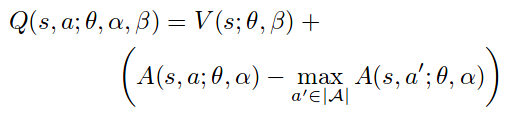 Q(s, a; θ, α, β) = V(s; θ, β) +
(A(s, a; θ, α) − max_{a′∈|𝒜|} A(s, a′; θ, α))